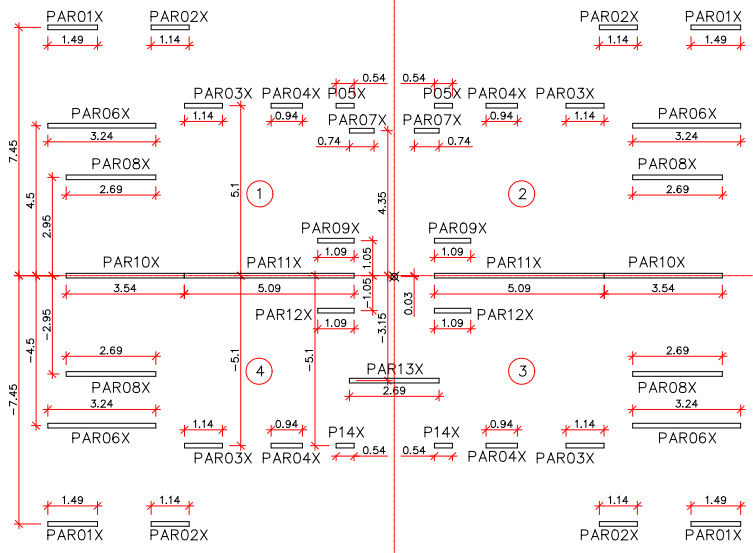 PAR01X PAR02X PAR02X PAR01X
1.49 1.14 1.14 1.49
0.54 0.54
PAR03X PAR04X P05X P05X PAR04X PAR03X
1.14 0.94 0.94 1.14
PAR06X PAR07X PAR07X PAR06X
3.24 0.74 0.74 3.24
7.45
PAR08X PAR08X
2.69 2.69
4.5 5.1 4.35
1 2
2.95
PAR09X PAR09X
1.09 1.05 1.09
PAR10X PAR11X PAR11X PAR10X
3.54 5.09 5.09 3.54
-1.05 0.03
PAR12X PAR12X
-2.95 1.09 -3.15 1.09
2.69 2.69
-4.5 -5.1 -5.1
4 PAR13X 3
PAR08X PAR08X
-7.45
2.69
3.24 3.24
1.14 0.94 0.94 1.14
PAR06X P14X P14X PAR06X
PAR03X PAR04X 0.54 0.54 PAR04X PAR03X
1.49 1.14 1.14 1.49
PAR01X PAR02X PAR02X PAR01X